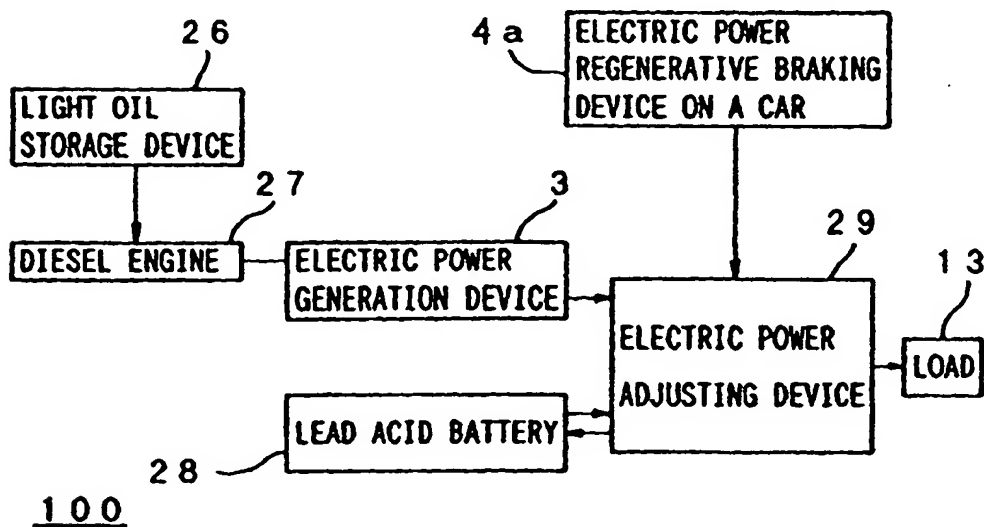 26
LIGHT OIL
STORAGE DEVICE
4a
ELECTRIC POWER
REGENERATIVE BRAKING
DEVICE ON A CAR
27
DIESEL ENGINE
3
ELECTRIC POWER
GENERATION DEVICE
29
ELECTRIC POWER
ADJUSTING DEVICE
13
LOAD
LEAD ACID BATTERY
28
100